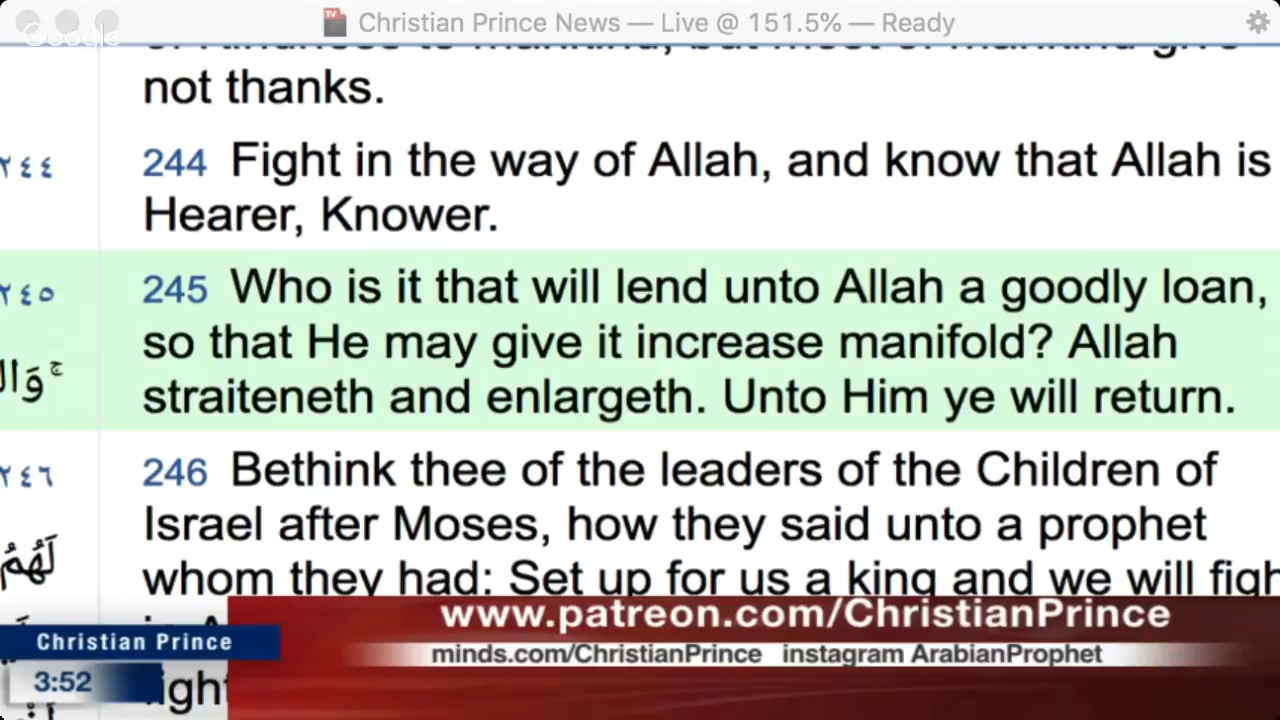 Christian Prince News — Live @ 151.5% — Ready
Google
not thanks.
٢٤٤
244 Fight in the way of Allah, and know that Allah is
Hearer, Knower.
٢٤٥
245 Who is it that will lend unto Allah a goodly loan,
so that He may give it increase manifold? Allah
straiteneth and enlargeth. Unto Him ye will return.
٢٤٦
246 Bethink thee of the leaders of the Children of
Israel after Moses, how they said unto a prophet
لَهُمُ
whom they had: Set up for us a king and we will figh
www.patreon.com/ChristianPrince
Christian Prince
minds.com/ChristianPrince instagram ArabianProphet
3:52